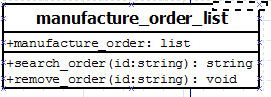 manufacture_order_list
+manufacture_order: list
+search_order(id:string): string
+remove_order(id:string): void